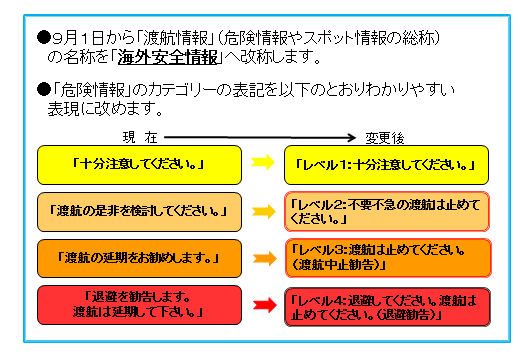 ●９月１日から「渡航情報」（危険情報やスポット情報の総称）
の名称を「海外安全情報」へ改称します。
●「危険情報」のカテゴリーの表記を以下のとおりわかりやすい
表現に改めます。
現 在
変更後
「十分注意してください。」
「レベル１：十分注意してください。」
「渡航の是非を検討してください。」
「レベル２：不要不急の渡航は止めて
ください。」
「渡航の延期をお勧めします。」
「レベル３：渡航は止めてください。
（渡航中止勧告）」
「退避を勧告します。
渡航は延期して下さい。」
「レベル４：退避してください。渡航は
止めてください。（退避勧告）」